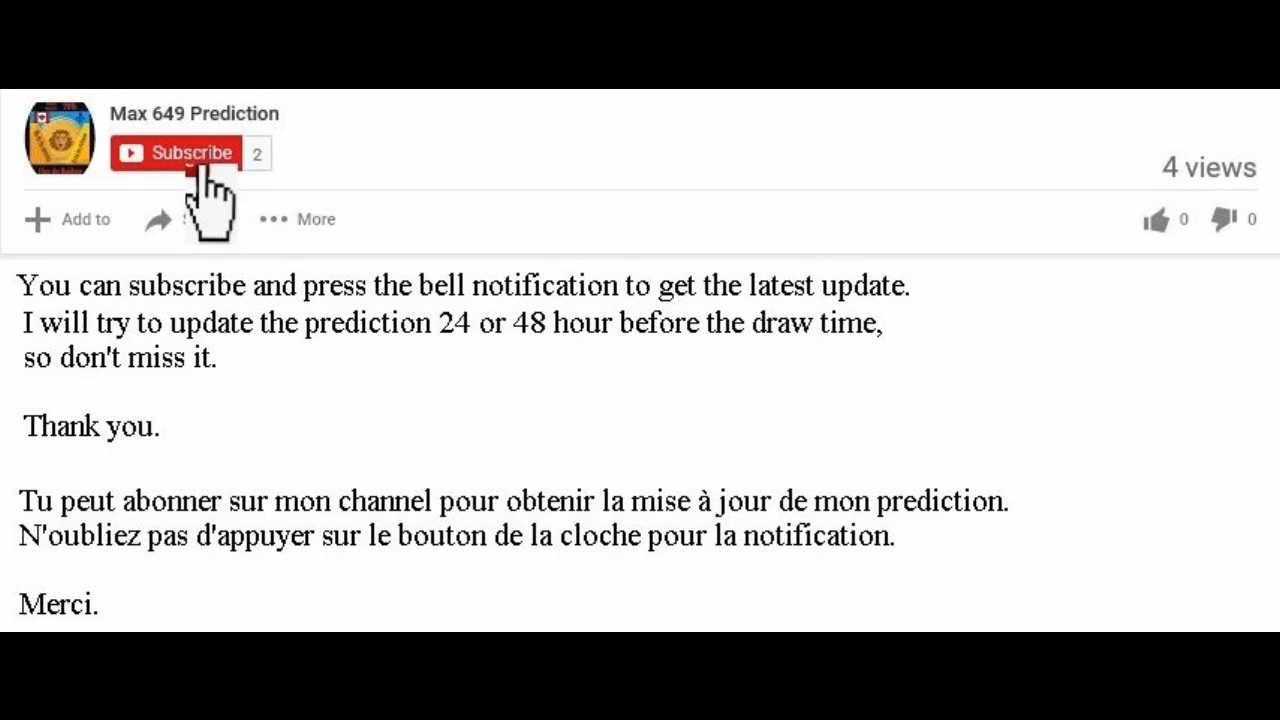 Max 649 Prediction
Subscribe 2
4 views
Add to
More
0
0
You can subscribe and press the bell notification to get the latest update.
I will try to update the prediction 24 or 48 hour before the draw time,
so don't miss it.
Thank you.
Tu peut abonner sur mon channel pour obtenir la mise à jour de mon prediction.
N'oubliez pas d'appuyer sur le bouton de la cloche pour la notification.
Merci.